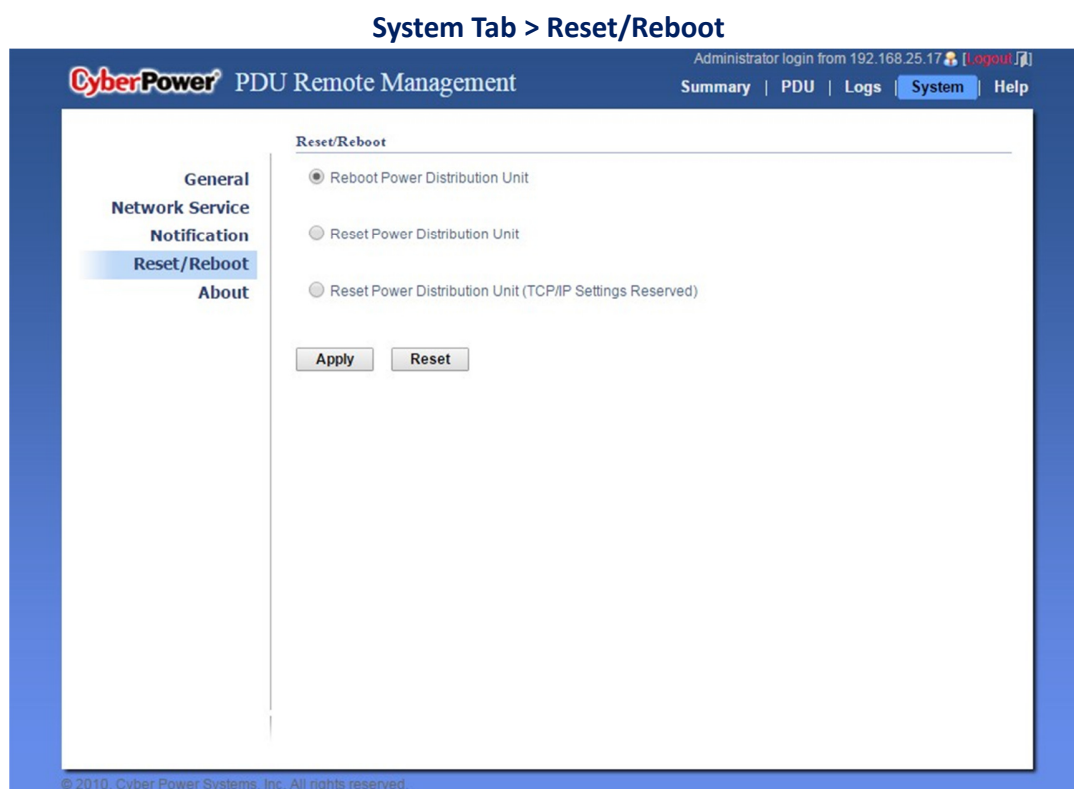 System Tab > Reset/Reboot
Administrator login from 192.168.25.17 [Logout]
CyberPower® PDU Remote Management
Summary | PDU | Logs | System | Help
Reset/Reboot
General
Network Service
Notification
Reset/Reboot
About
Reboot Power Distribution Unit
Reset Power Distribution Unit
Reset Power Distribution Unit (TCP/IP Settings Reserved)
Apply Reset
© 2010, Cyber Power Systems, Inc. All rights reserved.